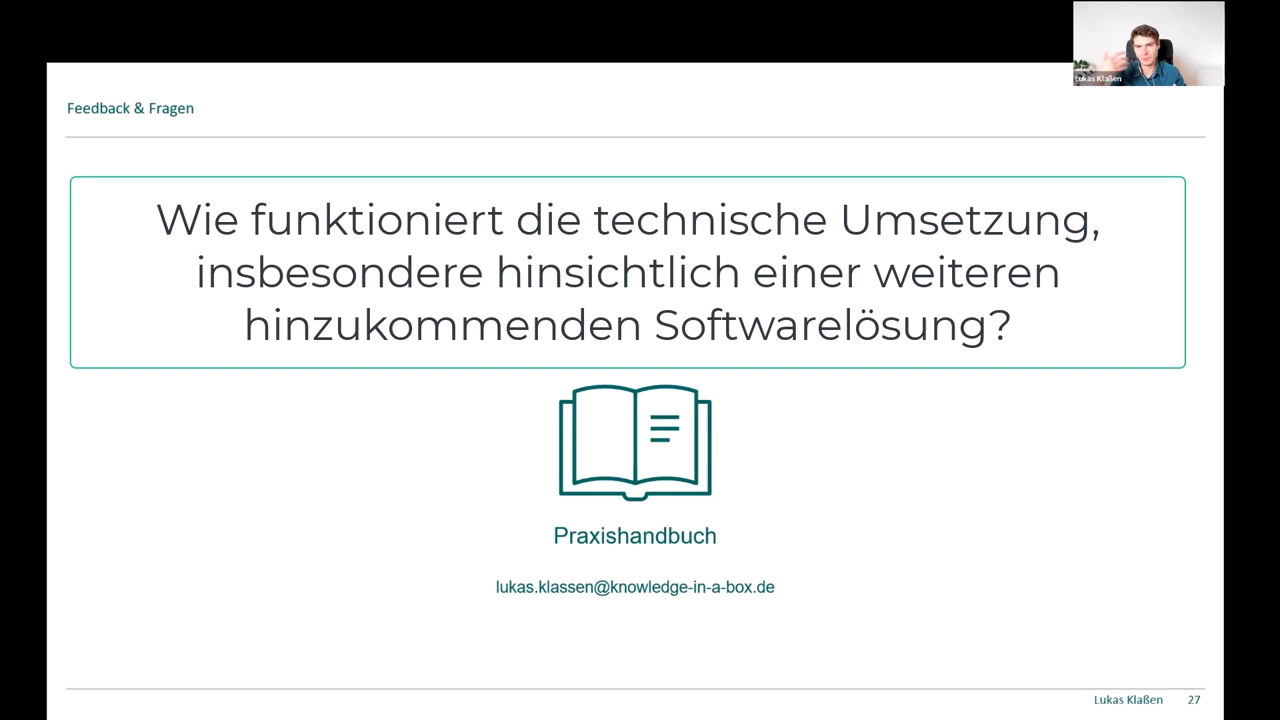 Lukas Klaßen
Feedback & Fragen
Wie funktioniert die technische Umsetzung,
insbesondere hinsichtlich einer weiteren
hinzukommenden Softwarelösung?
Praxishandbuch
lukas.klassen@knowledge-in-a-box.de
Lukas Klaßen 27